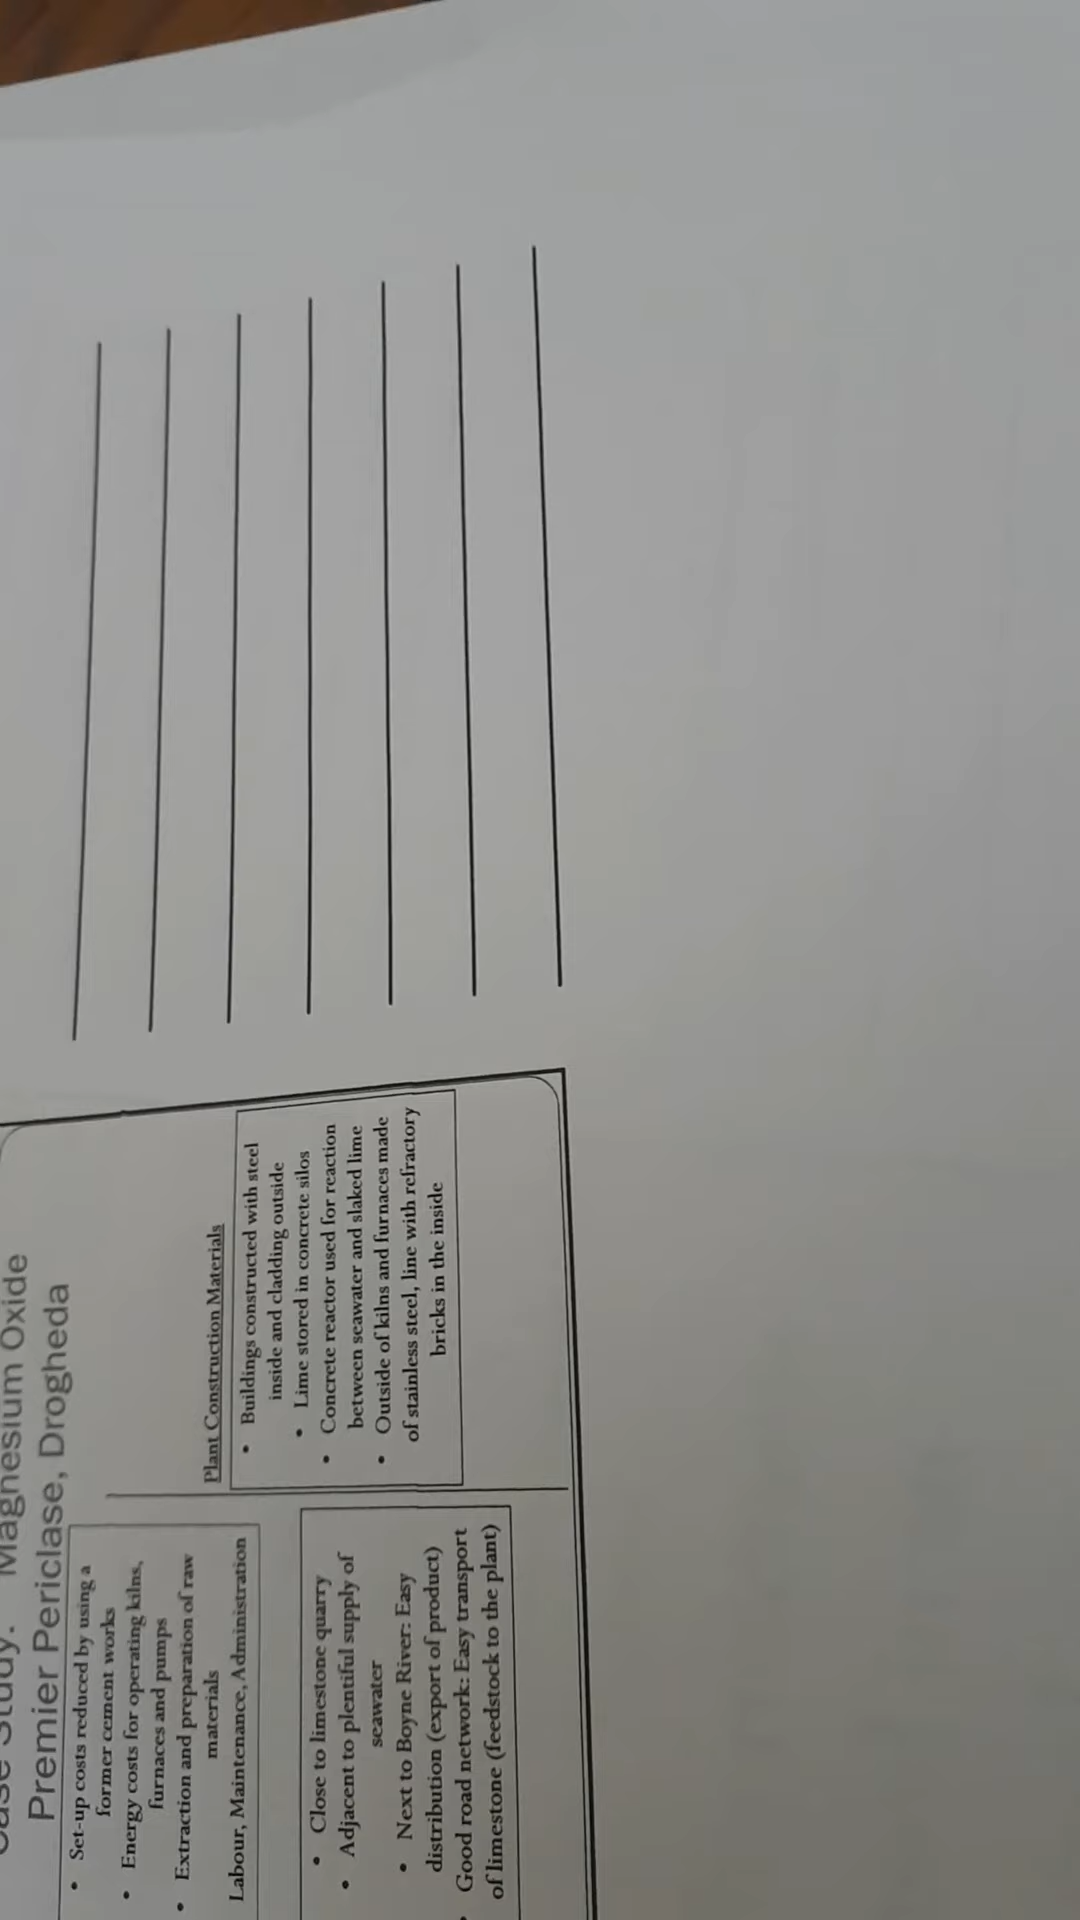 Magnesium Oxide
Premier Periclase, Drogheda
• Set-up costs reduced by using a
former cement works
• Energy costs for operating kilns,
furnaces and pumps
• Extraction and preparation of raw
materials
Labour, Maintenance, Administration
• Close to limestone quarry
• Adjacent to plentiful supply of
seawater
• Next to Boyne River: Easy
distribution (export of product)
• Good road network: Easy transport
of limestone (feedstock to the plant)
Plant Construction Materials
• Buildings constructed with steel
inside and cladding outside
• Lime stored in concrete silos
• Concrete reactor used for reaction
between seawater and slaked lime
• Outside of kilns and furnaces made
of stainless steel, line with refractory
bricks in the inside